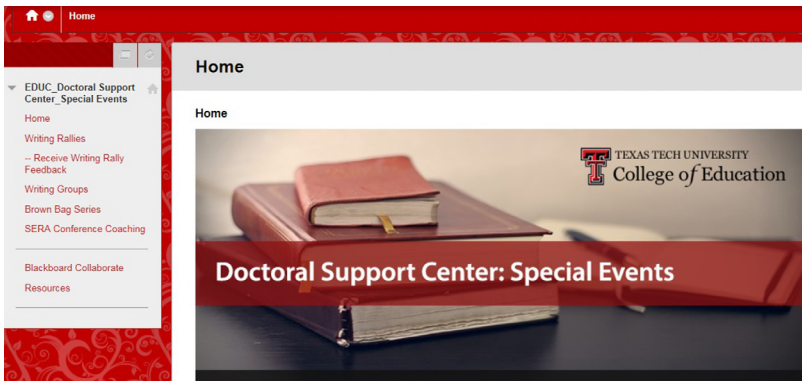 Home
EDUC_Doctoral Support
Center_Special Events
Home
Writing Rallies
-- Receive Writing Rally
Feedback
Writing Groups
Brown Bag Series
SERA Conference Coaching
Blackboard Collaborate
Resources
Home
Home
TEXAS TECH UNIVERSITY
College of Education
Doctoral Support Center: Special Events